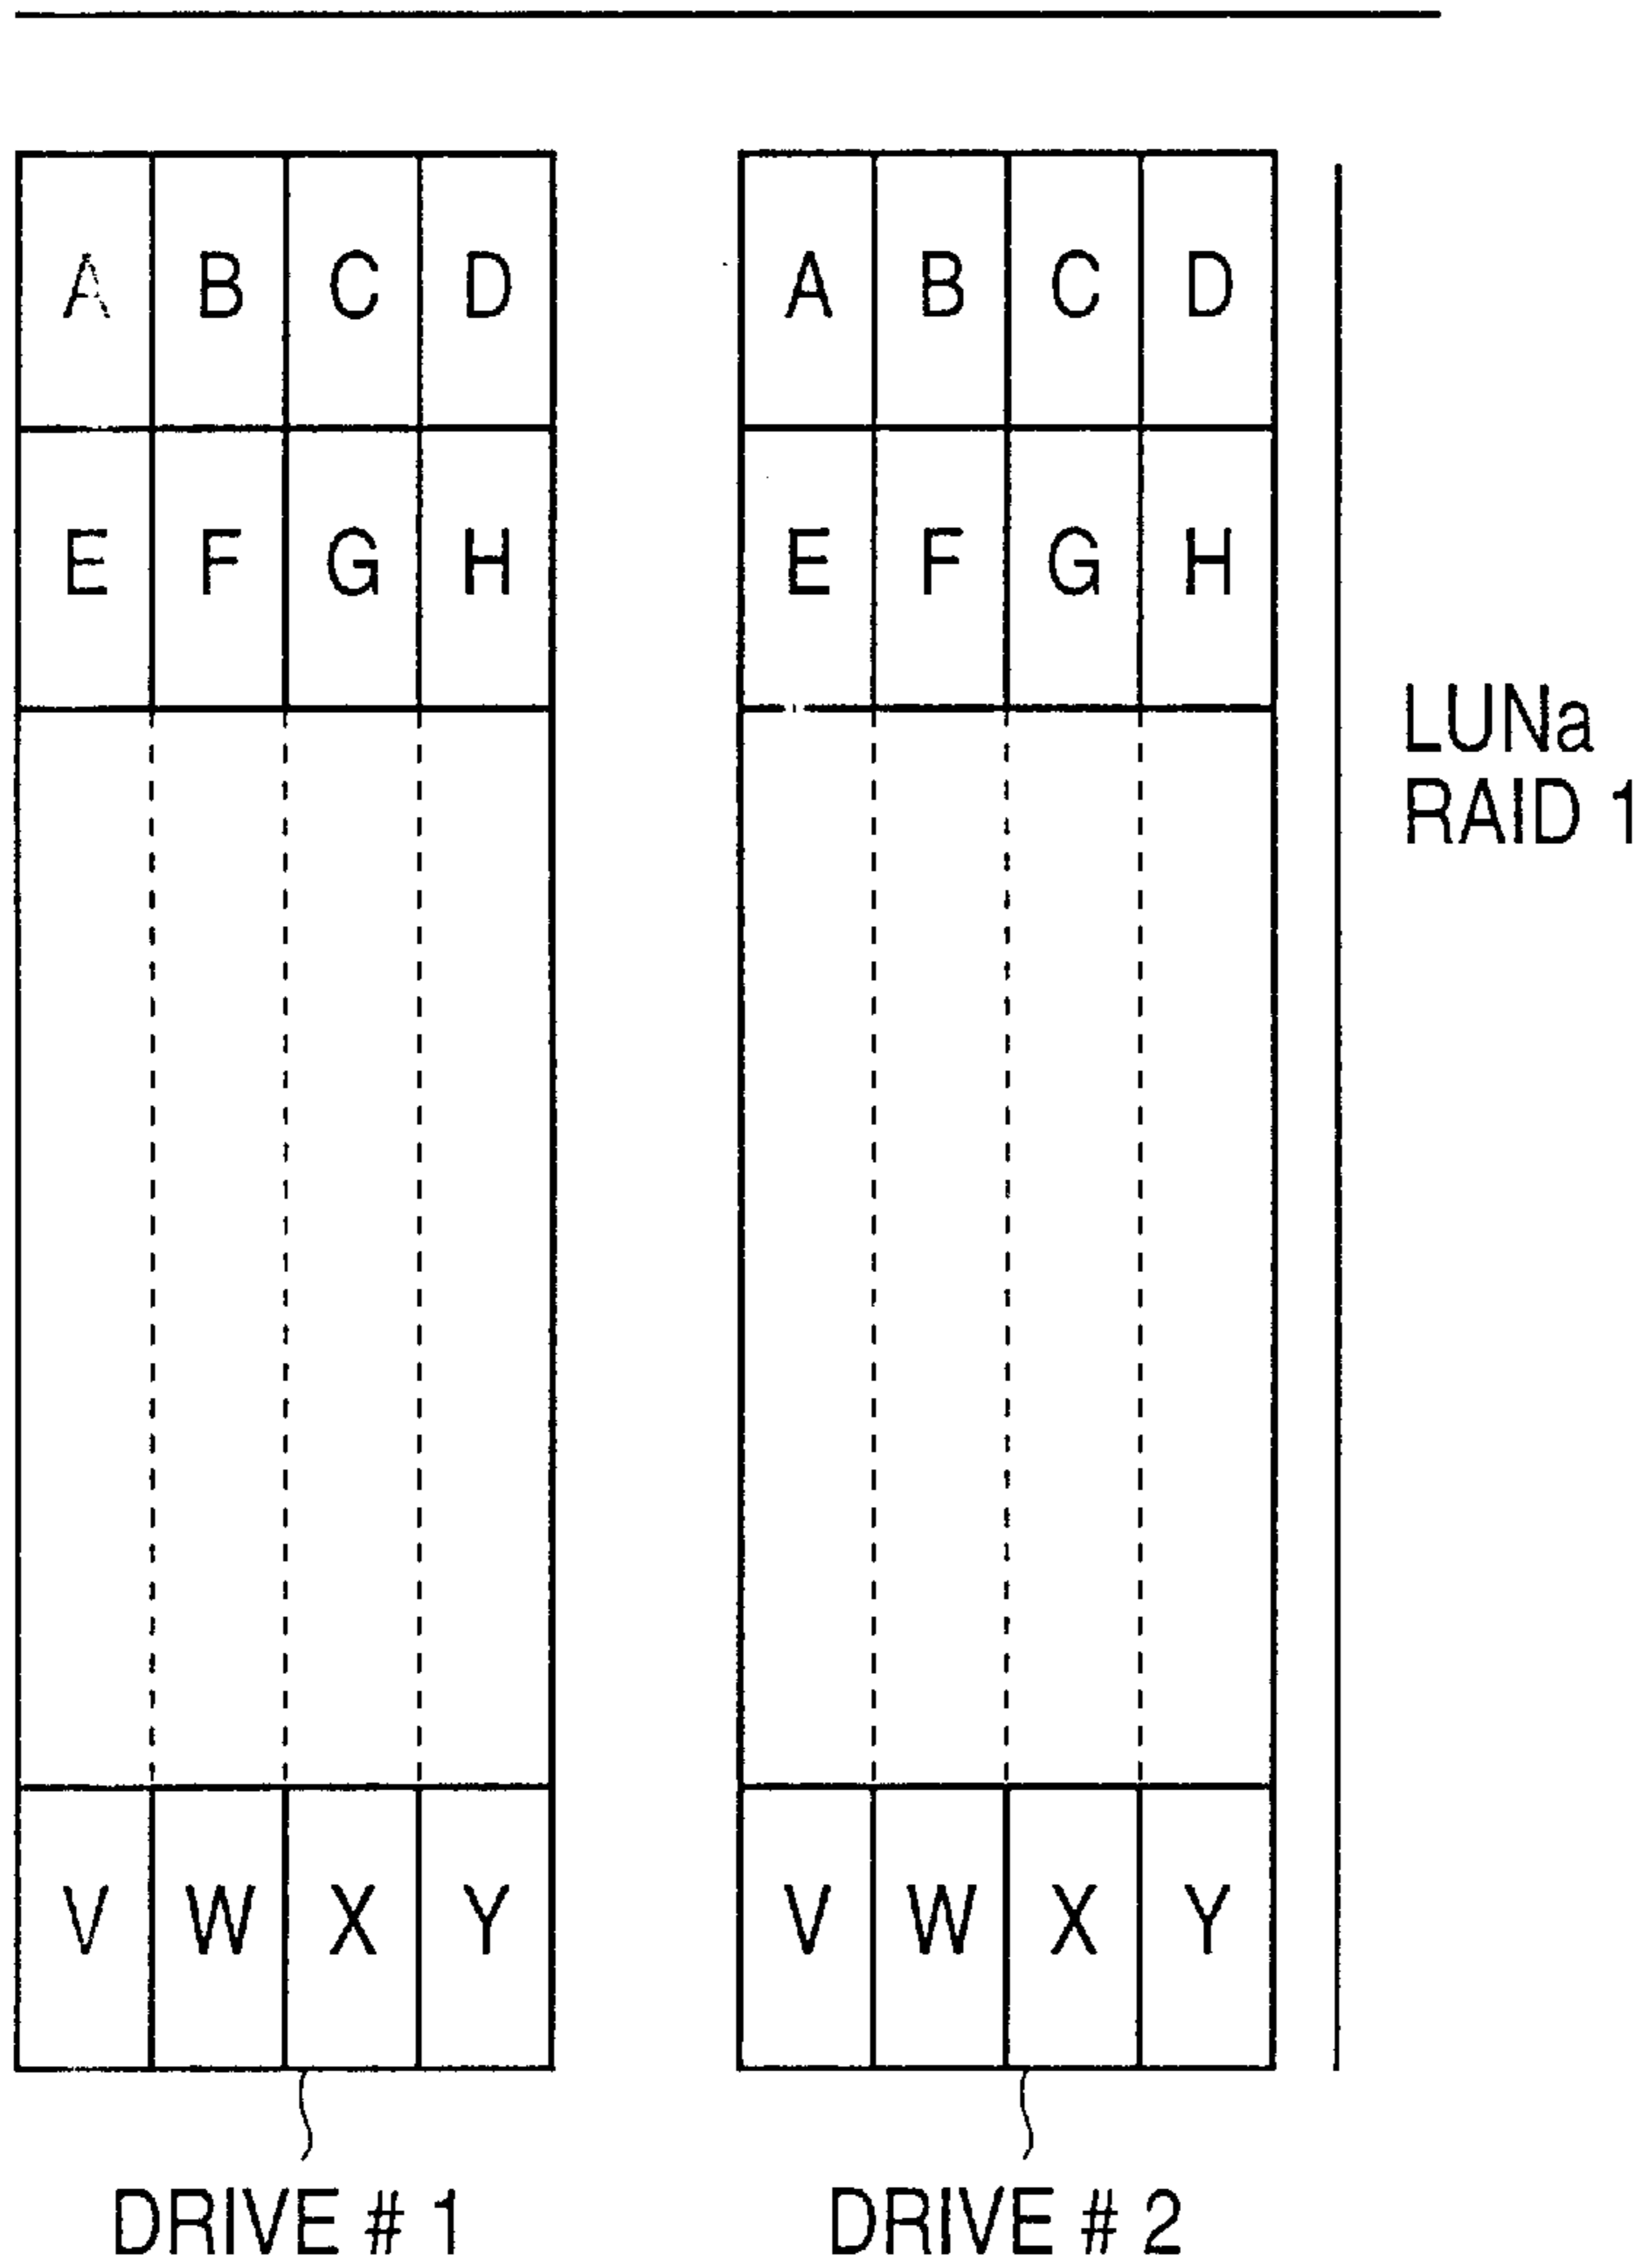 A B C D A B C D
E F G H E F G H
LUNa
RAID 1
V W X Y V W X Y
DRIVE # 1 DRIVE # 2